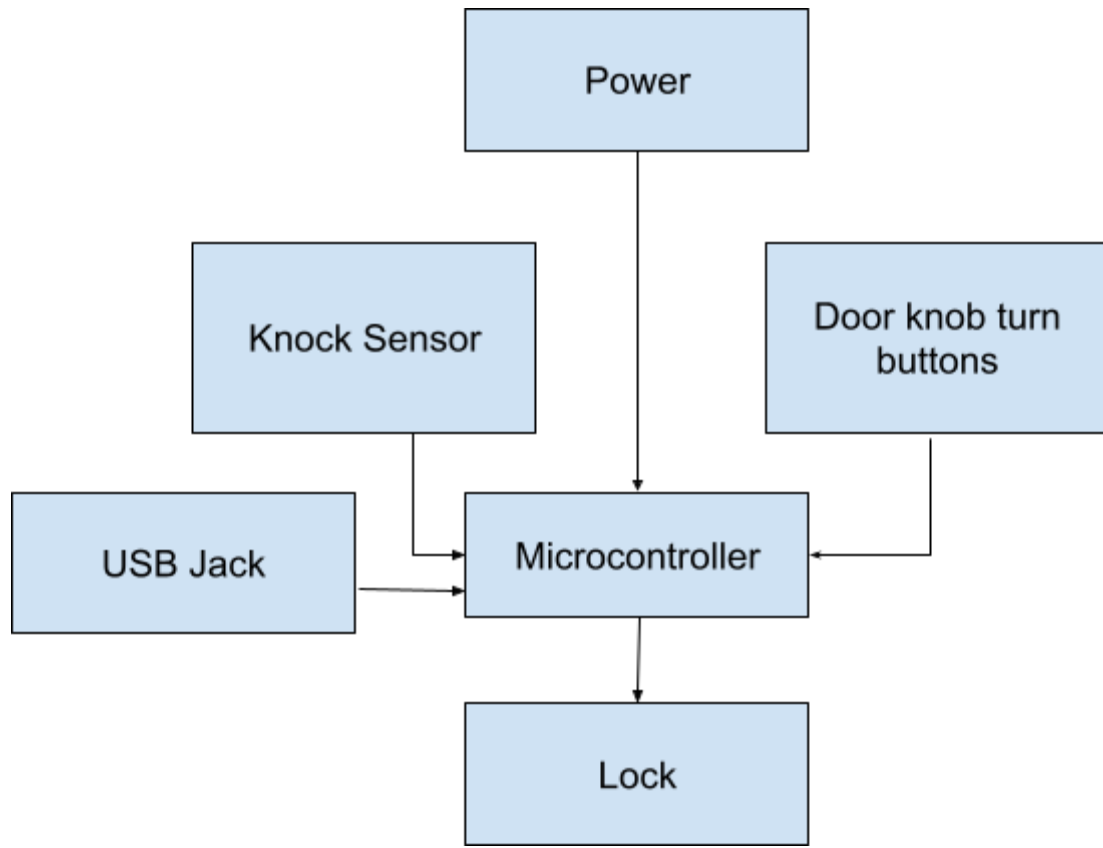 Power
Knock Sensor
Door knob turn
buttons
USB Jack
Microcontroller
Lock